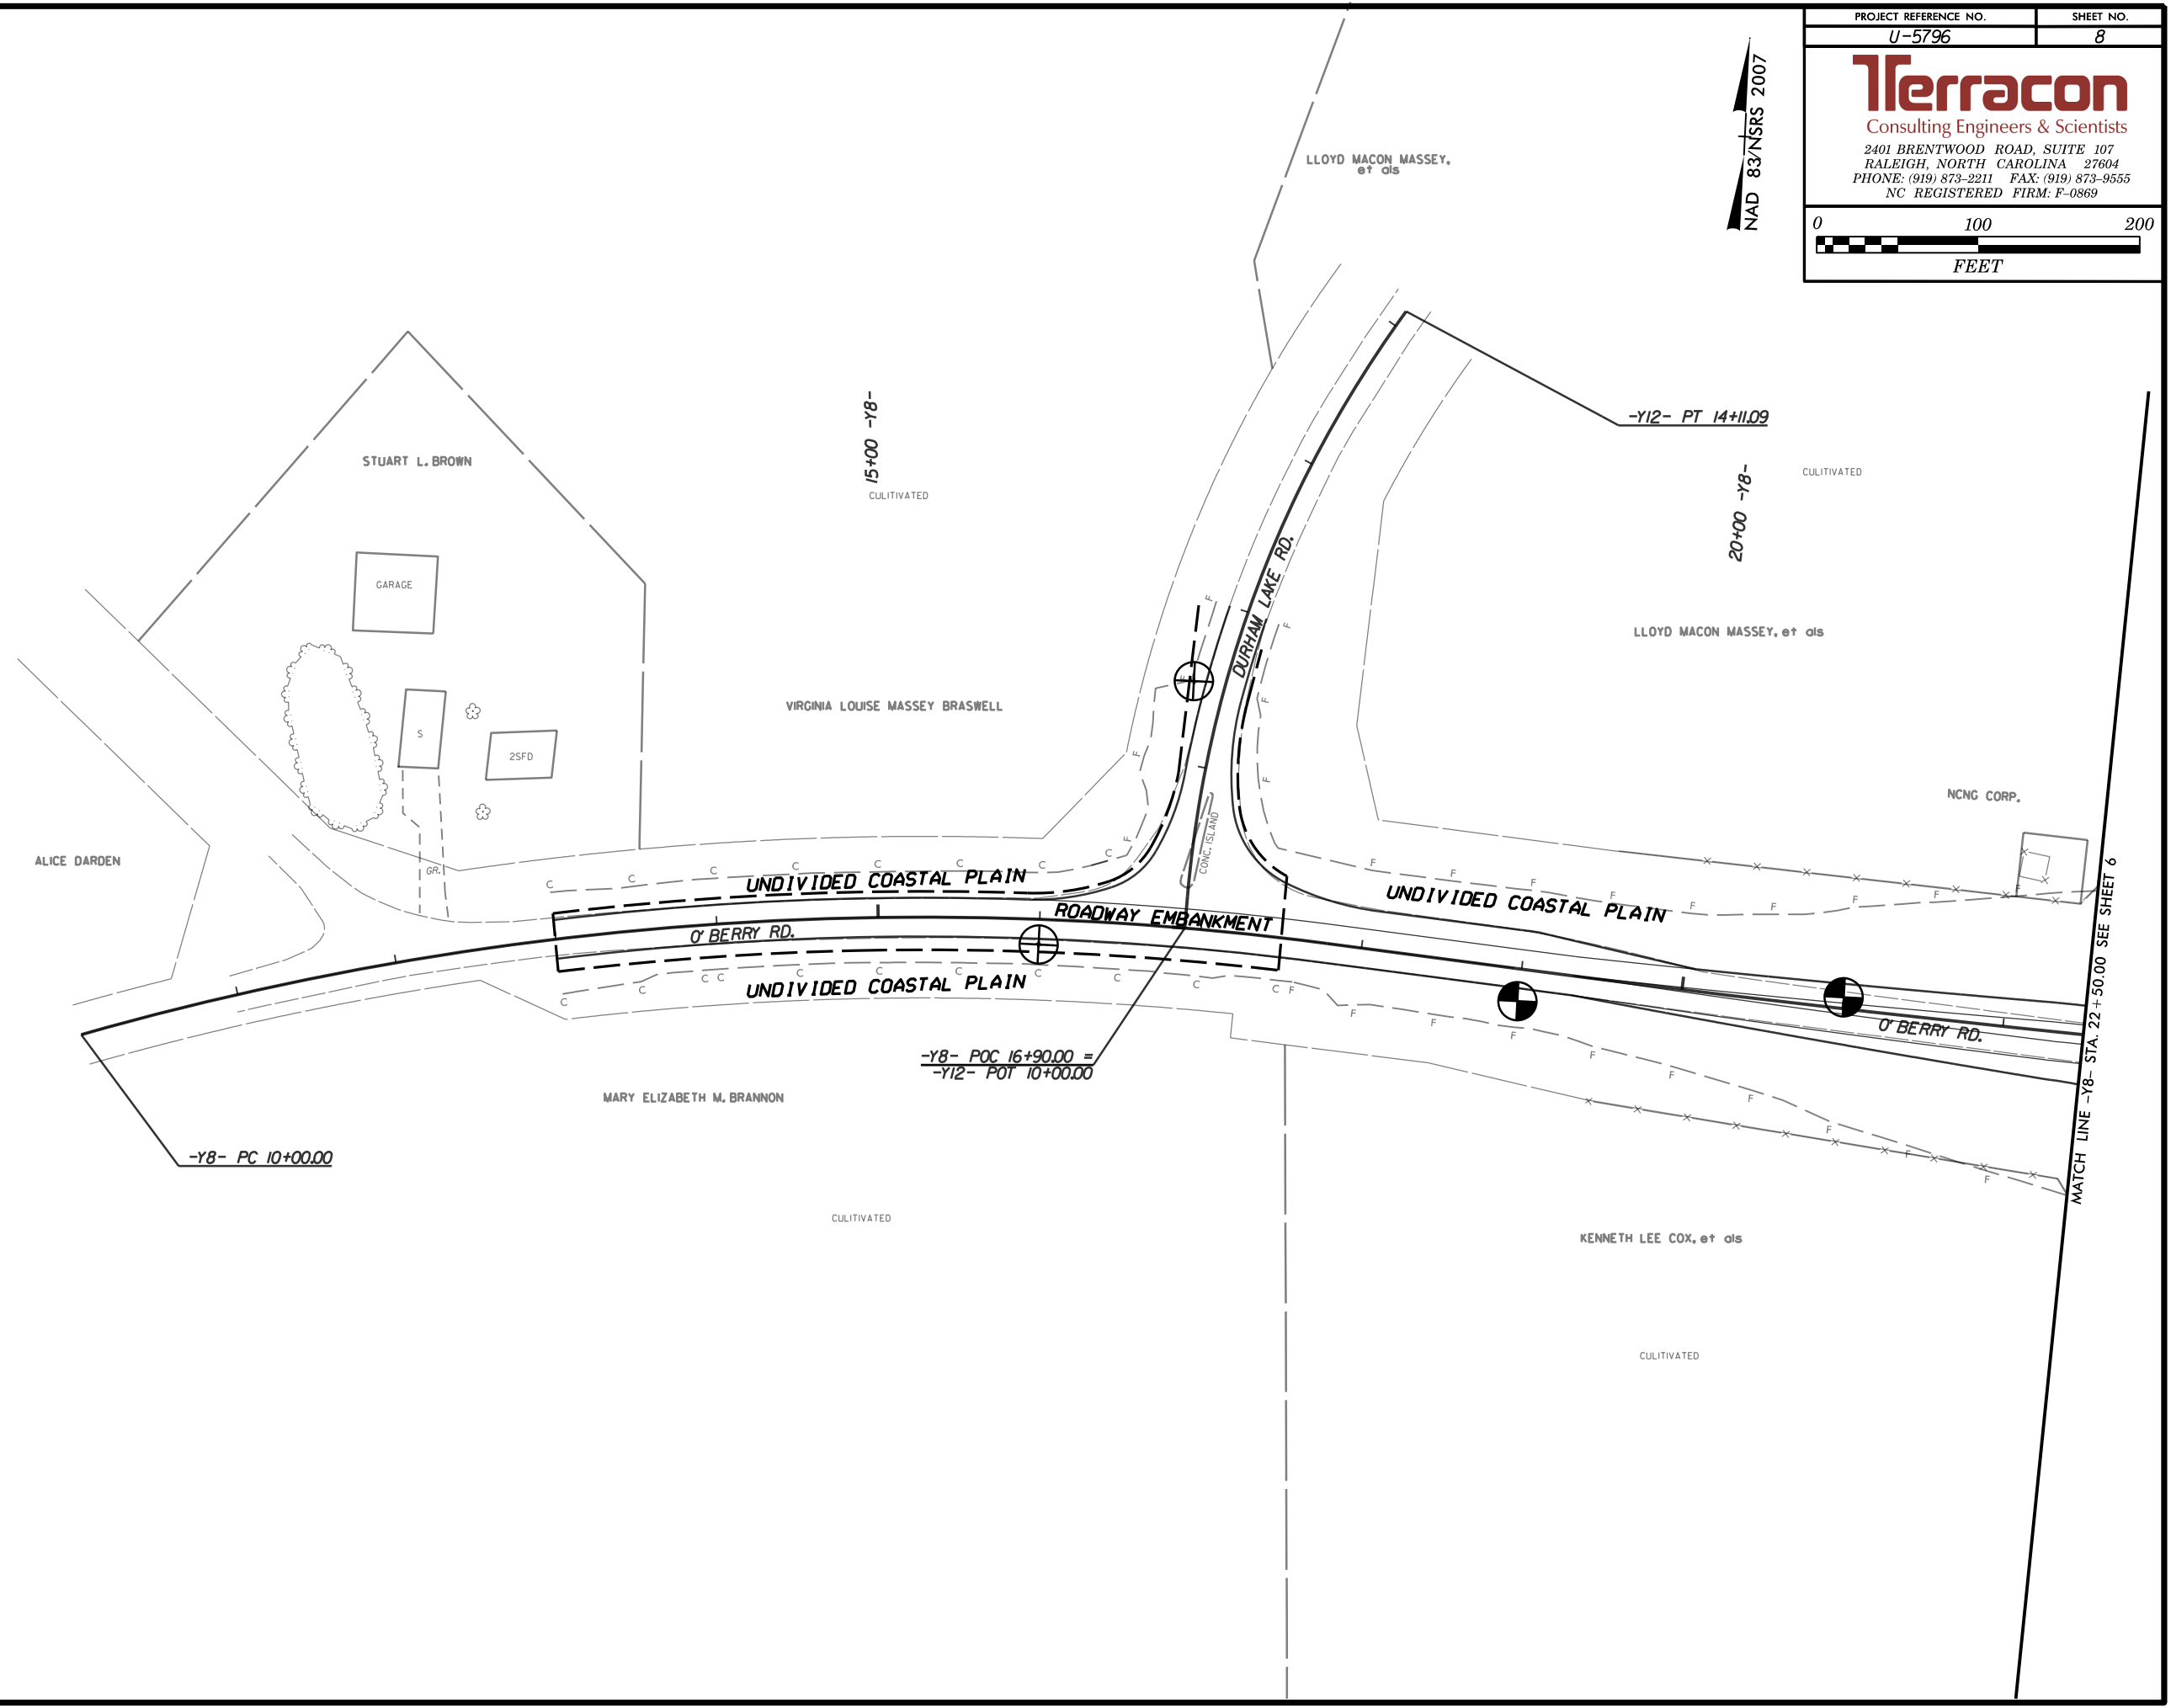 PROJECT REFERENCE NO. SHEET NO.
U-5796 8
Terracon
Consulting Engineers & Scientists
2401 BRENTWOOD ROAD, SUITE 107
RALEIGH, NORTH CAROLINA 27604
PHONE: (919) 873-2211 FAX: (919) 873-9555
NC REGISTERED FIRM: F-0869
0 100 200
FEET
NAD 83/NSRS 2007
LLOYD MACON MASSEY,
et als
-Y12- PT 14+11.09
15+00 -Y8-
20+00 -Y8-
STUART L. BROWN
CULITIVATED
CULITIVATED
GARAGE
DURHAM LAKE RD.
LLOYD MACON MASSEY, et als
F
F
F
F
F
F
F
F
S
2SFD
VIRGINIA LOUISE MASSEY BRASWELL
NCNG CORP.
CONC. ISLAND
ALICE DARDEN
GR.
C C C C C C C C
UNDIVIDED COASTAL PLAIN
F F F F F F F F F
UNDIVIDED COASTAL PLAIN
ROADWAY EMBANKMENT
O' BERRY RD.
UNDIVIDED COASTAL PLAIN
C C C C C C C C C C C F
F F F F F F F F F
O' BERRY RD.
MATCH LINE -Y8- STA. 22+50.00 SEE SHEET 6
-Y8- POC 16+90.00 =
-Y12- POT 10+00.00
MARY ELIZABETH M. BRANNON
-Y8- PC 10+00.00
CULITIVATED
KENNETH LEE COX, et als
CULITIVATED